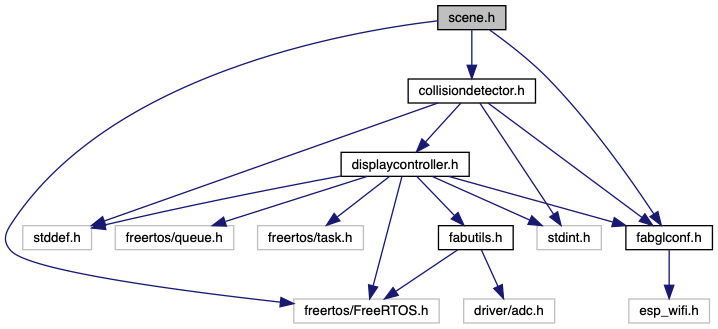 scene.h
collisiondetector.h
displaycontroller.h
stddef.h
freertos/queue.h
freertos/task.h
fabutils.h
stdint.h
fabglconf.h
freertos/FreeRTOS.h
driver/adc.h
esp_wifi.h